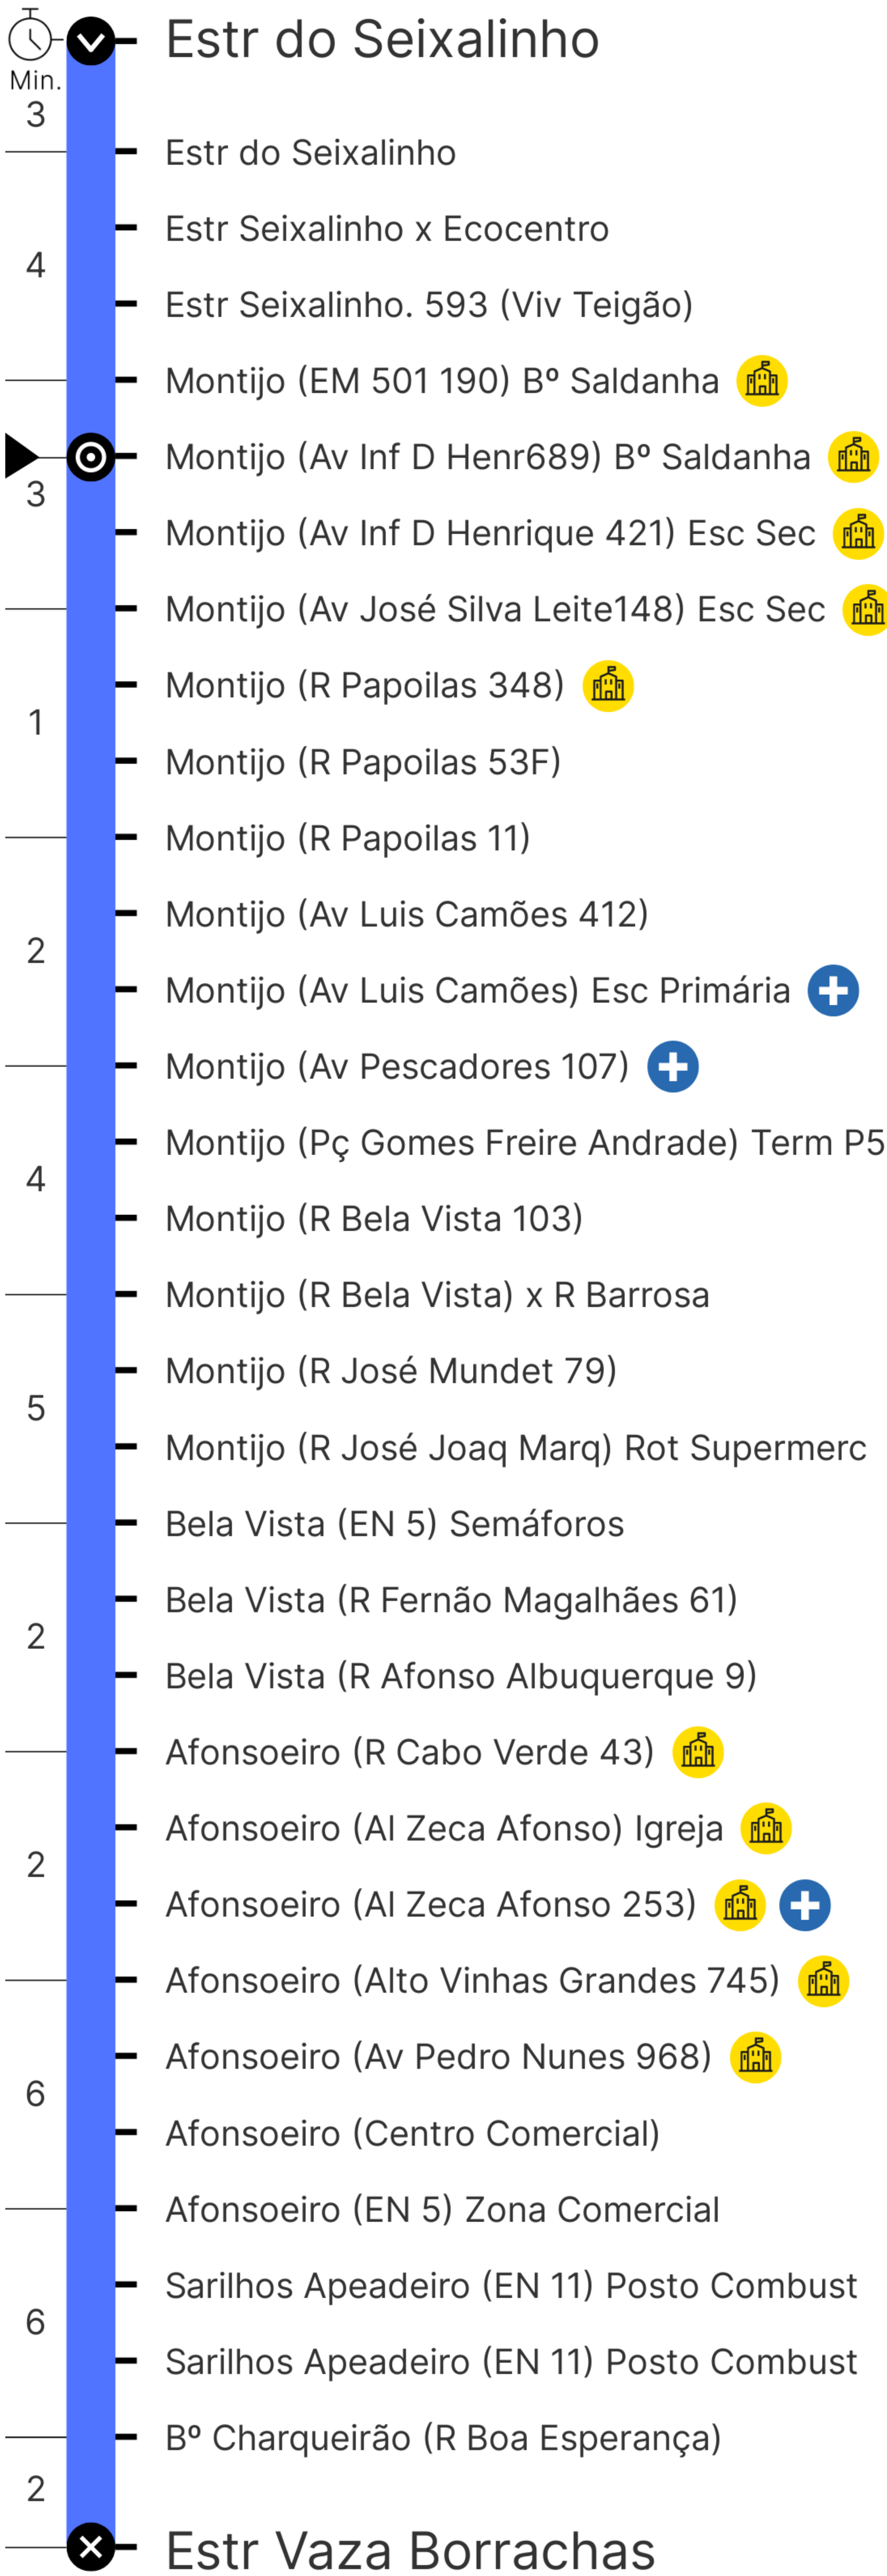 Estr do Seixalinho
Min.
3
Estr do Seixalinho
Estr Seixalinho x Ecocentro
4
Estr Seixalinho. 593 (Viv Teigão)
Montijo (EM 501 190) Bº Saldanha
Montijo (Av Inf D Henr689) Bº Saldanha
3
Montijo (Av Inf D Henrique 421) Esc Sec
Montijo (Av José Silva Leite148) Esc Sec
Montijo (R Papoilas 348)
1
Montijo (R Papoilas 53F)
Montijo (R Papoilas 11)
Montijo (Av Luis Camões 412)
2
Montijo (Av Luis Camões) Esc Primária
Montijo (Av Pescadores 107)
Montijo (Pç Gomes Freire Andrade) Term P5
4
Montijo (R Bela Vista 103)
Montijo (R Bela Vista) x R Barrosa
Montijo (R José Mundet 79)
5
Montijo (R José Joaq Marq) Rot Supermerc
Bela Vista (EN 5) Semáforos
Bela Vista (R Fernão Magalhães 61)
2
Bela Vista (R Afonso Albuquerque 9)
Afonsoeiro (R Cabo Verde 43)
Afonsoeiro (Al Zeca Afonso) Igreja
2
Afonsoeiro (Al Zeca Afonso 253)
Afonsoeiro (Alto Vinhas Grandes 745)
Afonsoeiro (Av Pedro Nunes 968)
6
Afonsoeiro (Centro Comercial)
Afonsoeiro (EN 5) Zona Comercial
Sarilhos Apeadeiro (EN 11) Posto Combust
6
Sarilhos Apeadeiro (EN 11) Posto Combust
Bº Charqueirão (R Boa Esperança)
2
Estr Vaza Borrachas